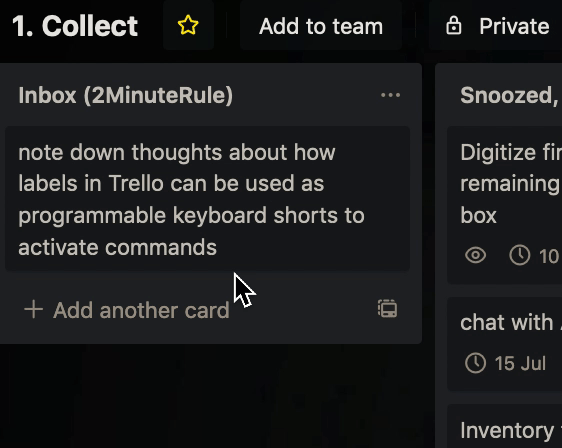 1. Collect
Add to team
Private
Inbox (2MinuteRule)
note down thoughts about how
labels in Trello can be used as
programmable keyboard shorts to
activate commands
+ Add another card
Snoozed,
Digitize
remaining
box
10
chat with
15 Jul
Inventory